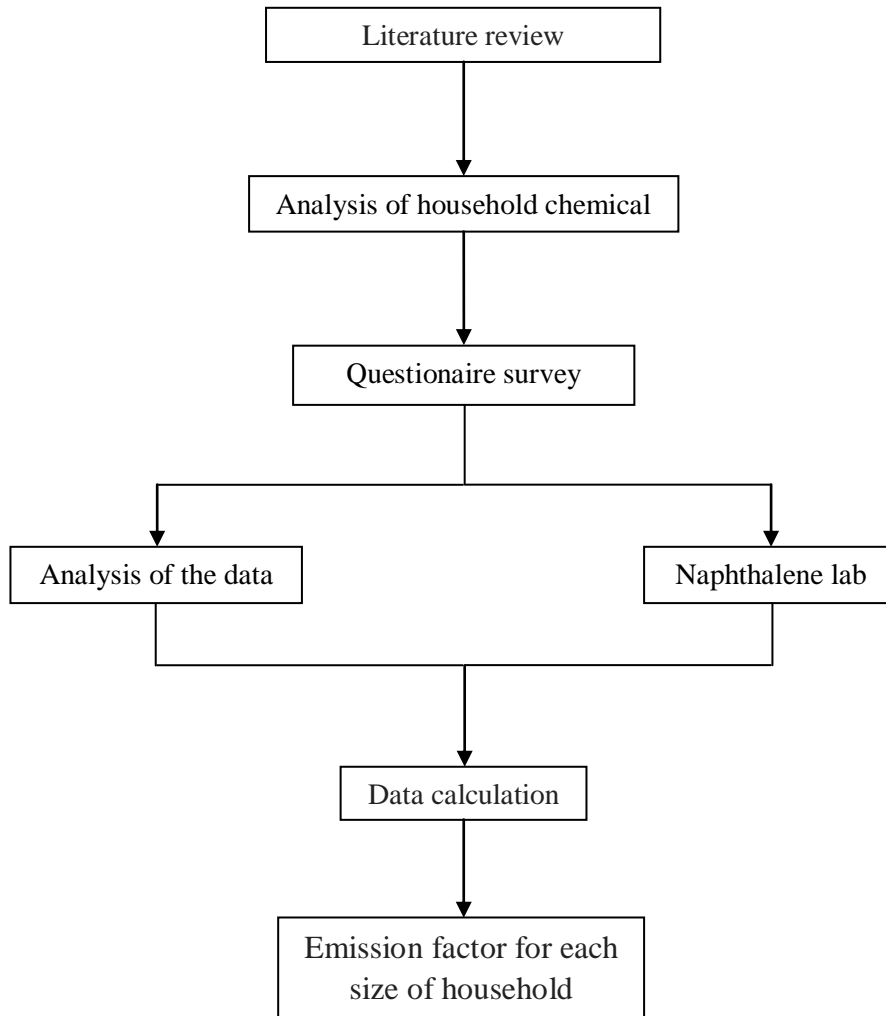 Literature review
Analysis of household chemical
Questionaire survey
Analysis of the data
Naphthalene lab
Data calculation
Emission factor for each
size of household